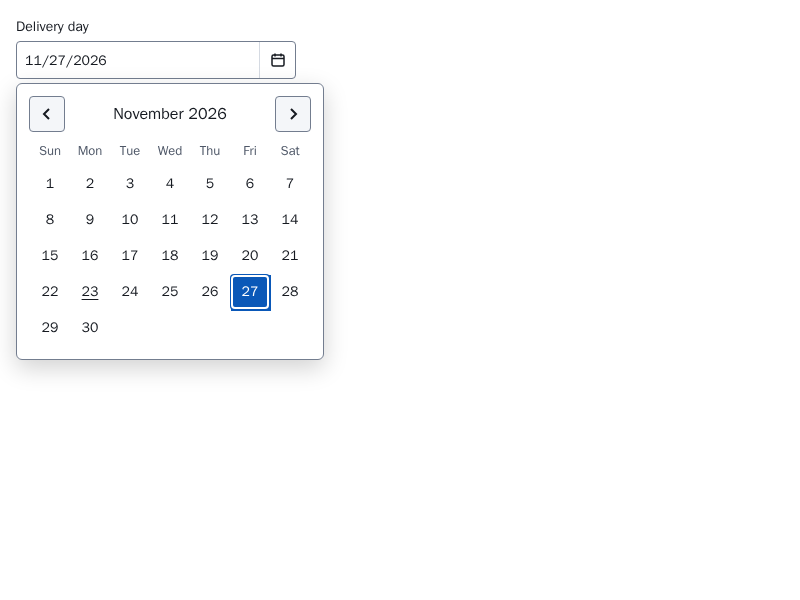 Delivery day
11/27/2026
November 2026
Sun Mon Tue Wed Thu Fri Sat
1 2 3 4 5 6 7
8 9 10 11 12 13 14
15 16 17 18 19 20 21
22 23 24 25 26 27 28
29 30